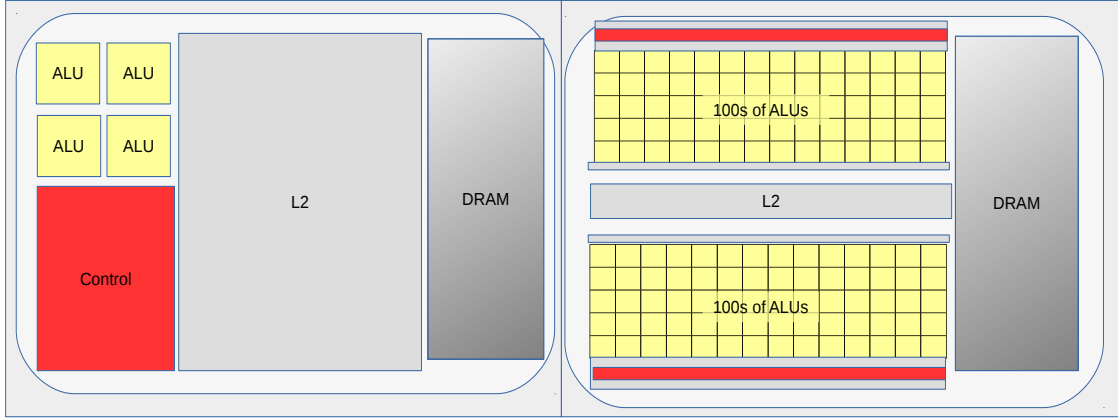 ALU
ALU
ALU
ALU
Control
L2
DRAM
100s of ALUs
L2
100s of ALUs
DRAM